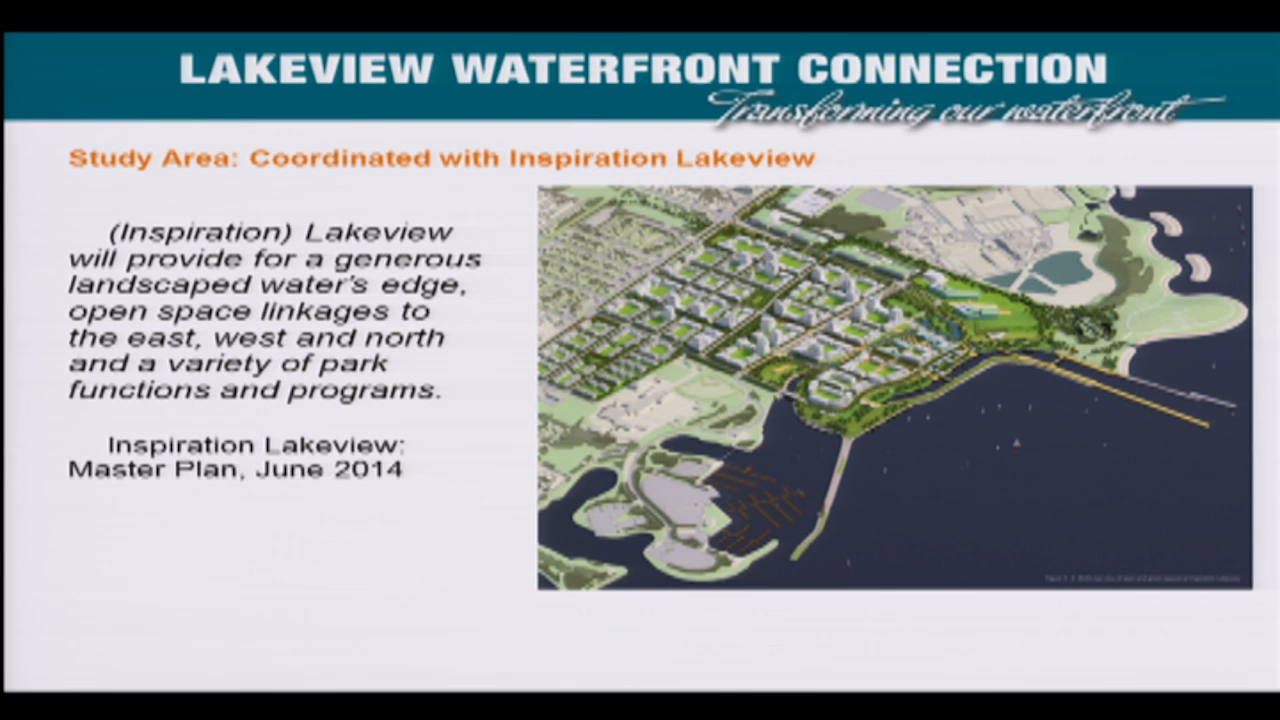 LAKEVIEW WATERFRONT CONNECTION
Transforming our waterfront
Study Area: Coordinated with Inspiration Lakeview
(Inspiration) Lakeview
will provide for a generous
landscaped water's edge,
open space linkages to
the east, west and north
and a variety of park
functions and programs.
Inspiration Lakeview:
Master Plan, June 2014